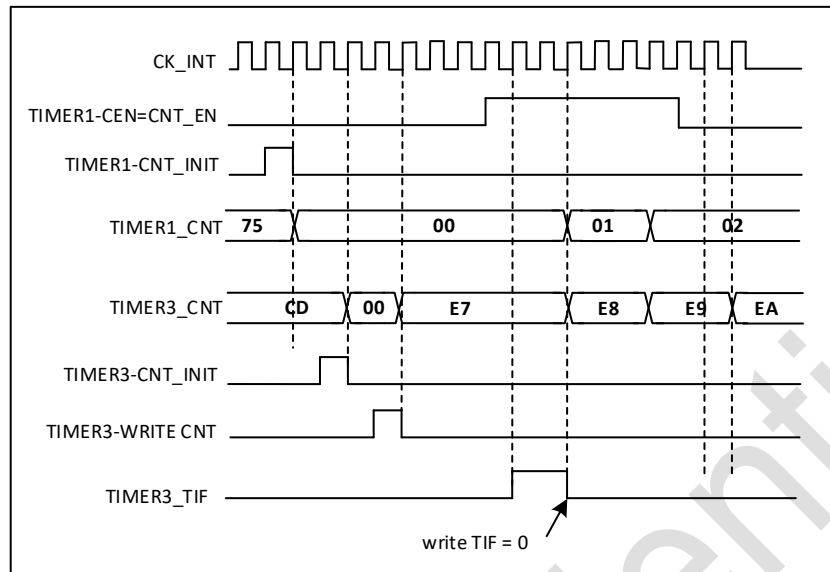 CK_INT
TIMER1-CEN=CNT_EN
TIMER1-CNT_INIT
TIMER1_CNT 75 00 01 02
TIMER3_CNT CD 00 E7 E8 E9 EA
TIMER3-CNT_INIT
TIMER3-WRITE CNT
TIMER3_TIF
write TIF = 0